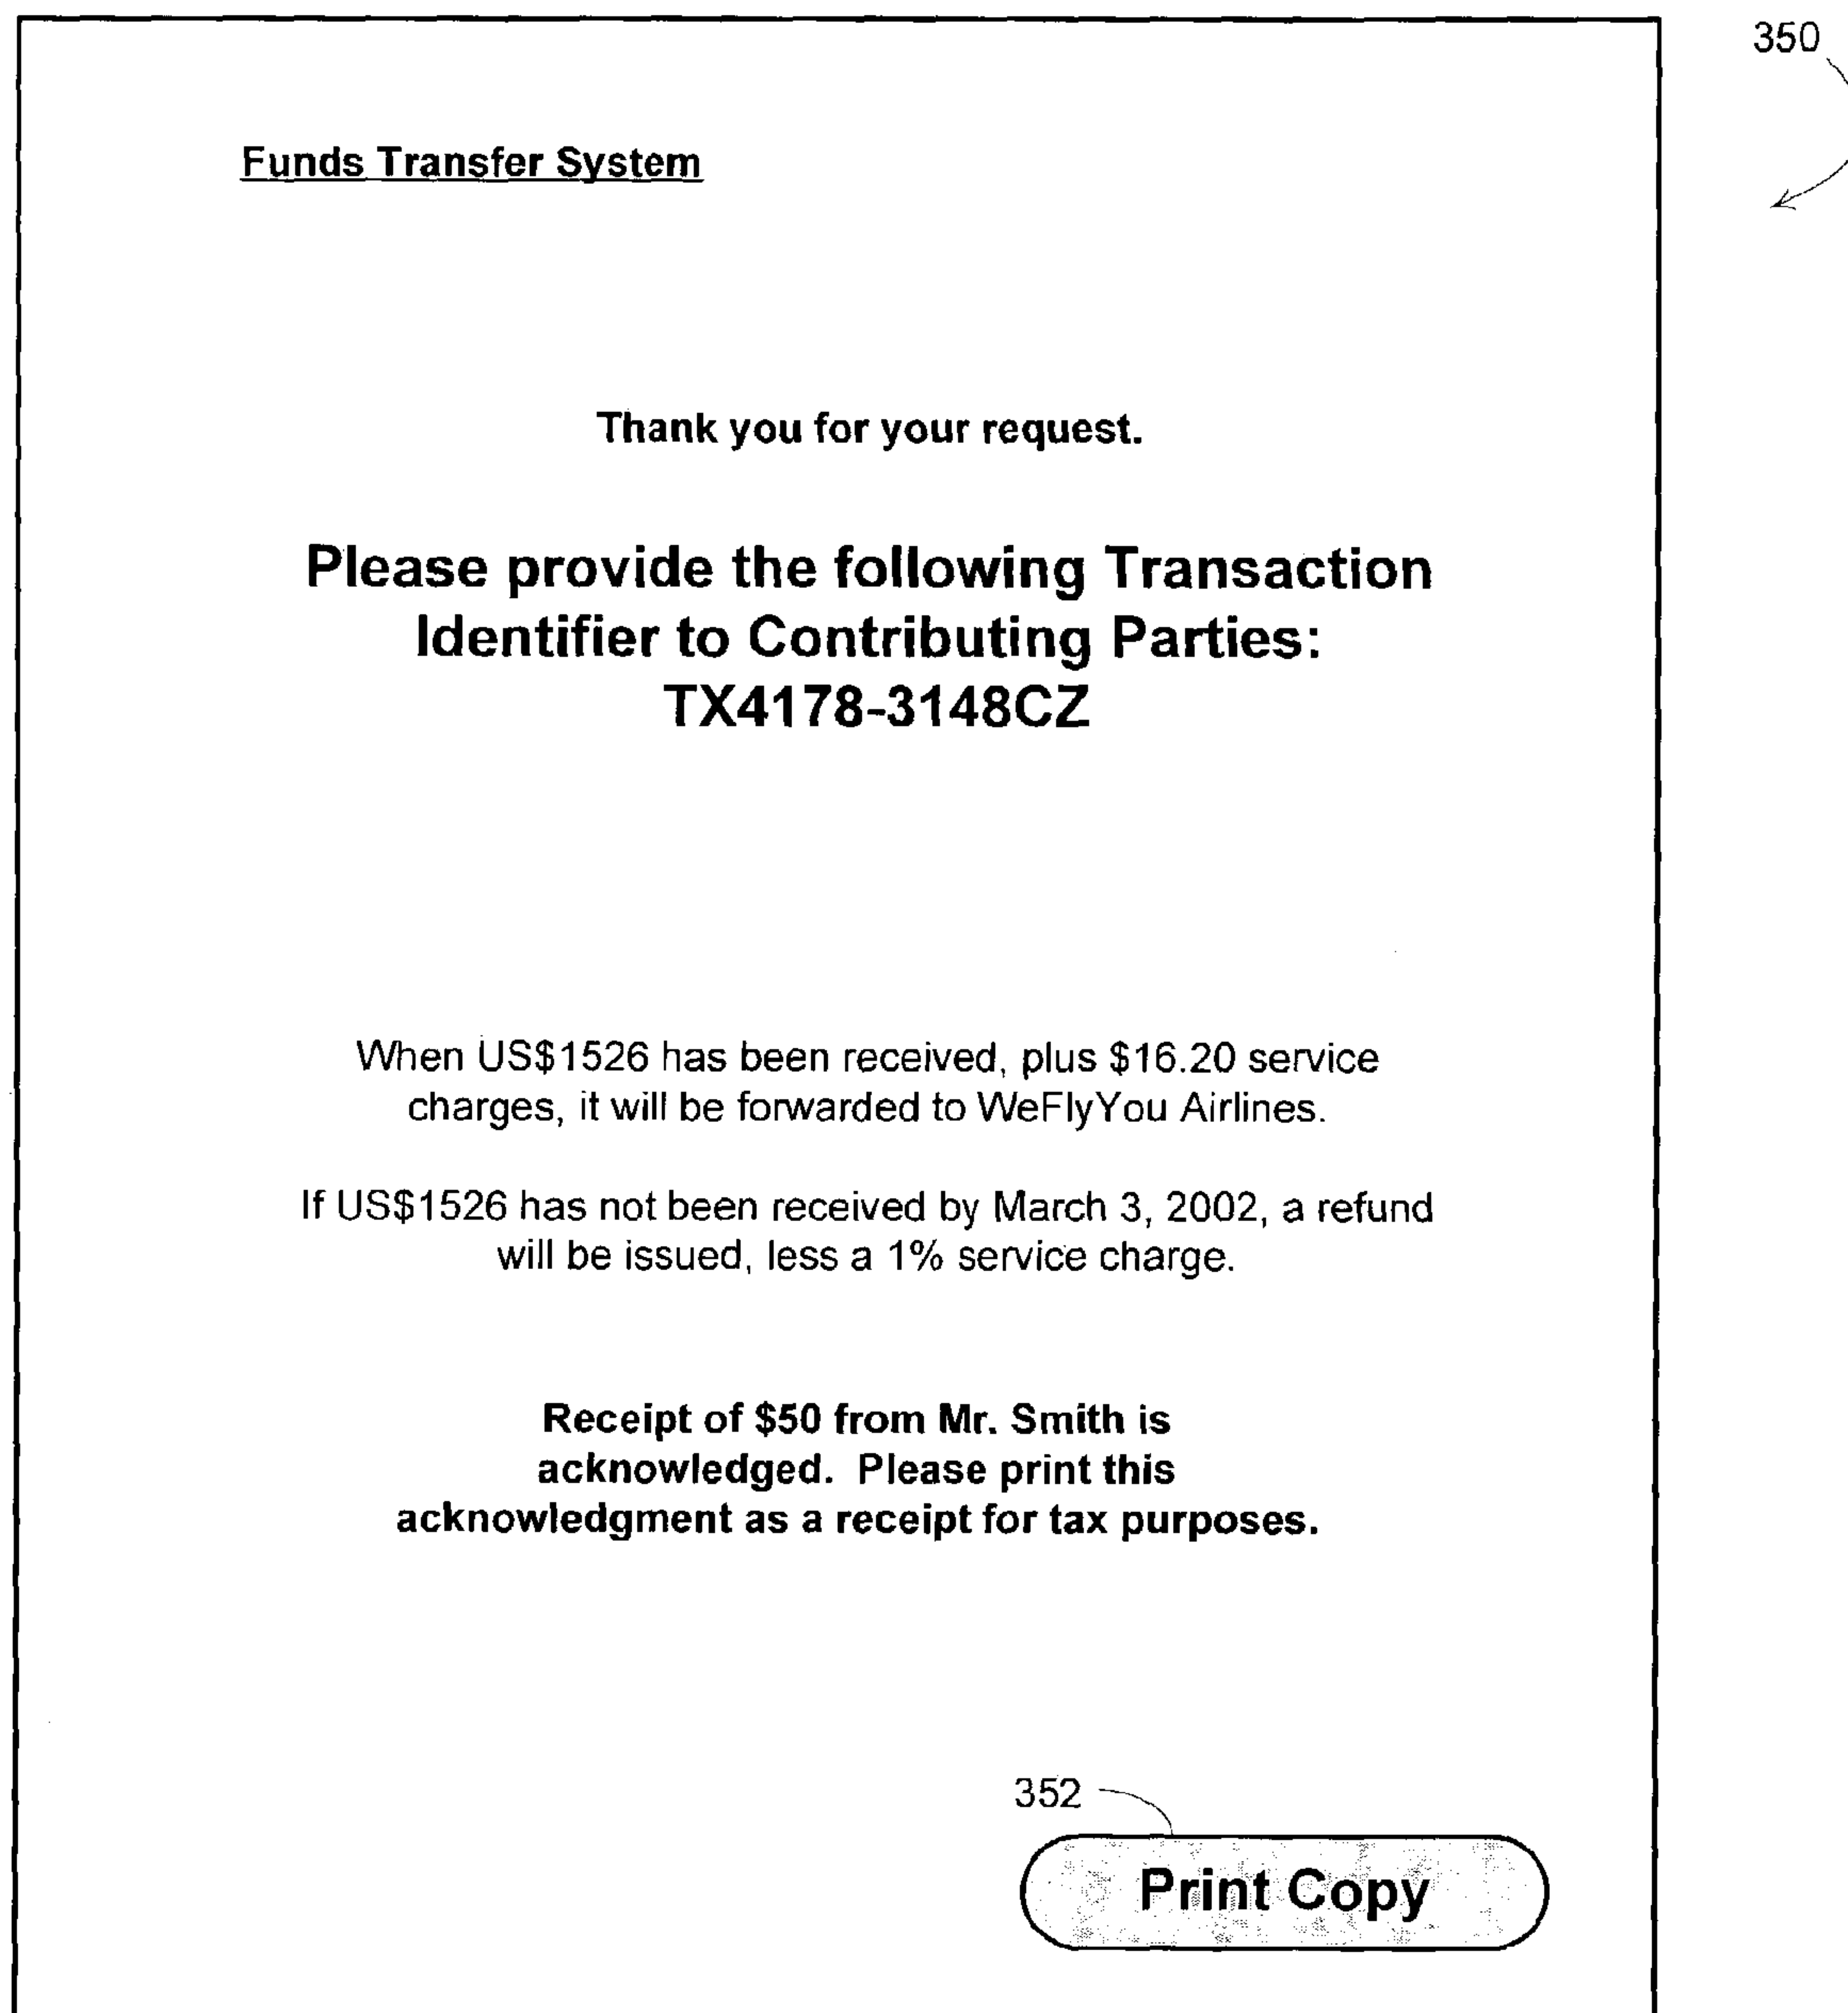 350
Funds Transfer System
Thank you for your request.
Please provide the following Transaction
Identifier to Contributing Parties:
TX4178-3148CZ
When US$1526 has been received, plus $16.20 service
charges, it will be forwarded to WeFlyYou Airlines.
If US$1526 has not been received by March 3, 2002, a refund
will be issued, less a 1% service charge.
Receipt of $50 from Mr. Smith is
acknowledged.  Please print this
acknowledgment as a receipt for tax purposes.
352
Print Copy